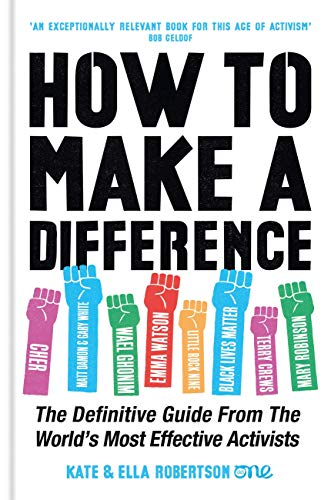 'AN EXCEPTIONALLY RELEVANT BOOK FOR THIS AGE OF ACTIVISM'
BOB GELDOF
HOW TO
MAKE A
DIFFERENCE
CHER
MATT DAMON & GARY WHITE
WAEL GHONIM
EMMA WATSON
LITTLE ROCK NINE
BLACK LIVES MATTER
TERRY CREWS
MARY ROBINSON
The Definitive Guide From The
World's Most Effective Activists
KATE & ELLA ROBERTSON one